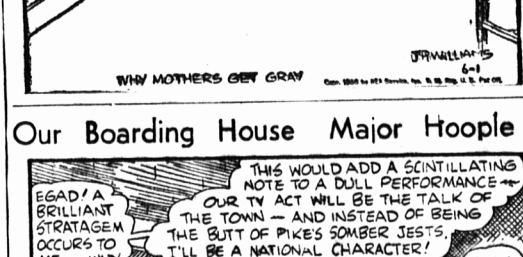 J.R.WILLIAMS
6-1
WHY MOTHERS GET GRAY
Our Boarding House Major Hoople
EGAD! A
BRILLIANT
STRATAGEM
OCCURS TO
THIS WOULD ADD A SCINTILLATING
NOTE TO A DULL PERFORMANCE —
OUR TV ACT WILL BE THE TALK OF
THE TOWN — AND INSTEAD OF BEING
THE BUTT OF PIKE'S SOMBER JESTS,
I'LL BE A NATIONAL CHARACTER!